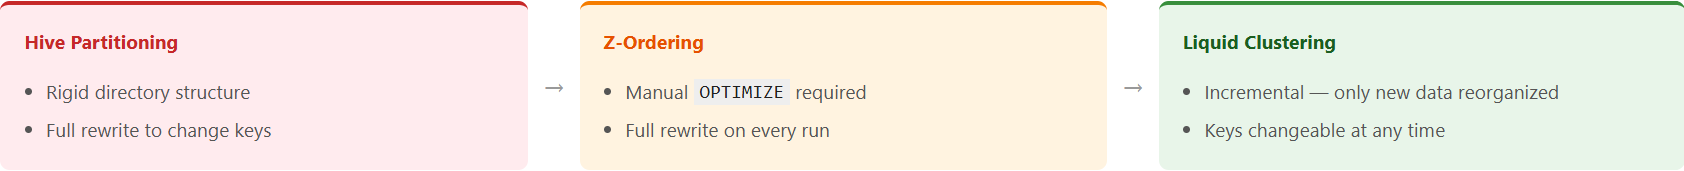 Hive Partitioning
• Rigid directory structure
• Full rewrite to change keys
→
Z-Ordering
• Manual OPTIMIZE required
• Full rewrite on every run
→
Liquid Clustering
• Incremental — only new data reorganized
• Keys changeable at any time